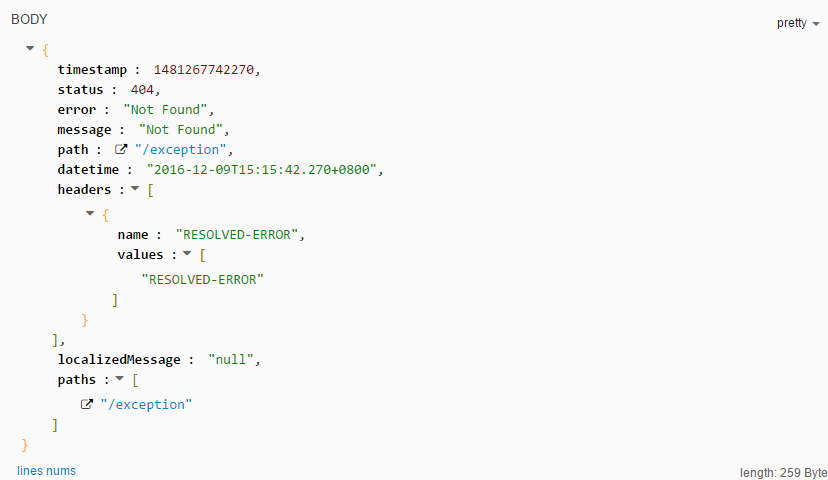 BODY
pretty
{
timestamp : 1481267742270,
status : 404,
error : "Not Found",
message : "Not Found",
path : "/exception",
datetime : "2016-12-09T15:15:42.270+0800",
headers : [
{
name : "RESOLVED-ERROR",
values : [
"RESOLVED-ERROR"
]
}
],
localizedMessage : "null",
paths : [
"/exception"
]
}
lines nums
length: 259 Byte